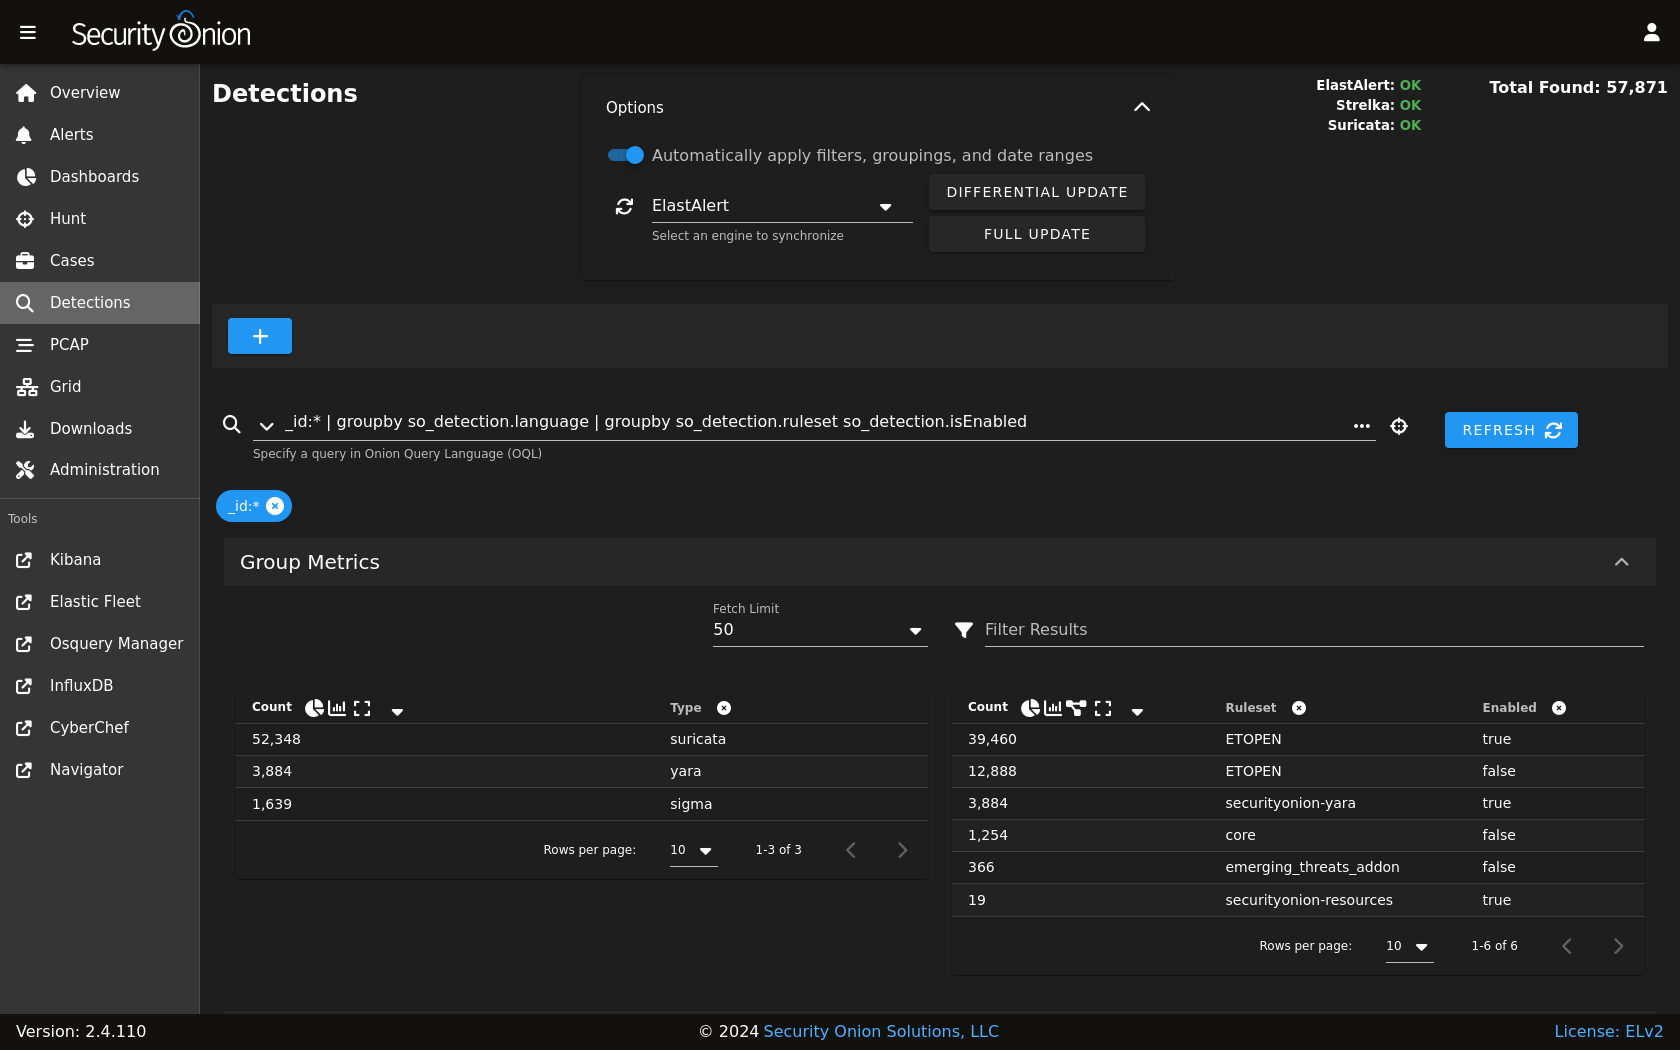 Security Onion
Overview
Alerts
Dashboards
Hunt
Cases
Detections
PCAP
Grid
Downloads
Administration
Tools
Kibana
Elastic Fleet
Osquery Manager
InfluxDB
CyberChef
Navigator
Detections
Options
Automatically apply filters, groupings, and date ranges
ElastAlert
Select an engine to synchronize
DIFFERENTIAL UPDATE
FULL UPDATE
ElastAlert: OK
Strelka: OK
Suricata: OK
Total Found: 57,871
_id:* | groupby so_detection.language | groupby so_detection.ruleset so_detection.isEnabled
Specify a query in Onion Query Language (OQL)
REFRESH
_id:*
Group Metrics
Fetch Limit
50
Filter Results
Count Type
52,348 suricata
3,884 yara
1,639 sigma
Rows per page: 10 1-3 of 3
Count Ruleset Enabled
39,460 ETOPEN true
12,888 ETOPEN false
3,884 securityonion-yara true
1,254 core false
366 emerging_threats_addon false
19 securityonion-resources true
Rows per page: 10 1-6 of 6
Version: 2.4.110
© 2024 Security Onion Solutions, LLC
License: ELv2